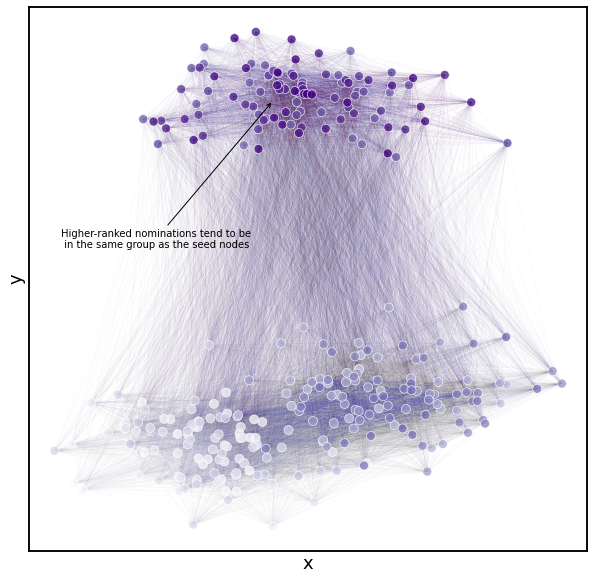 Higher-ranked nominations tend to be
in the same group as the seed nodes
y
x